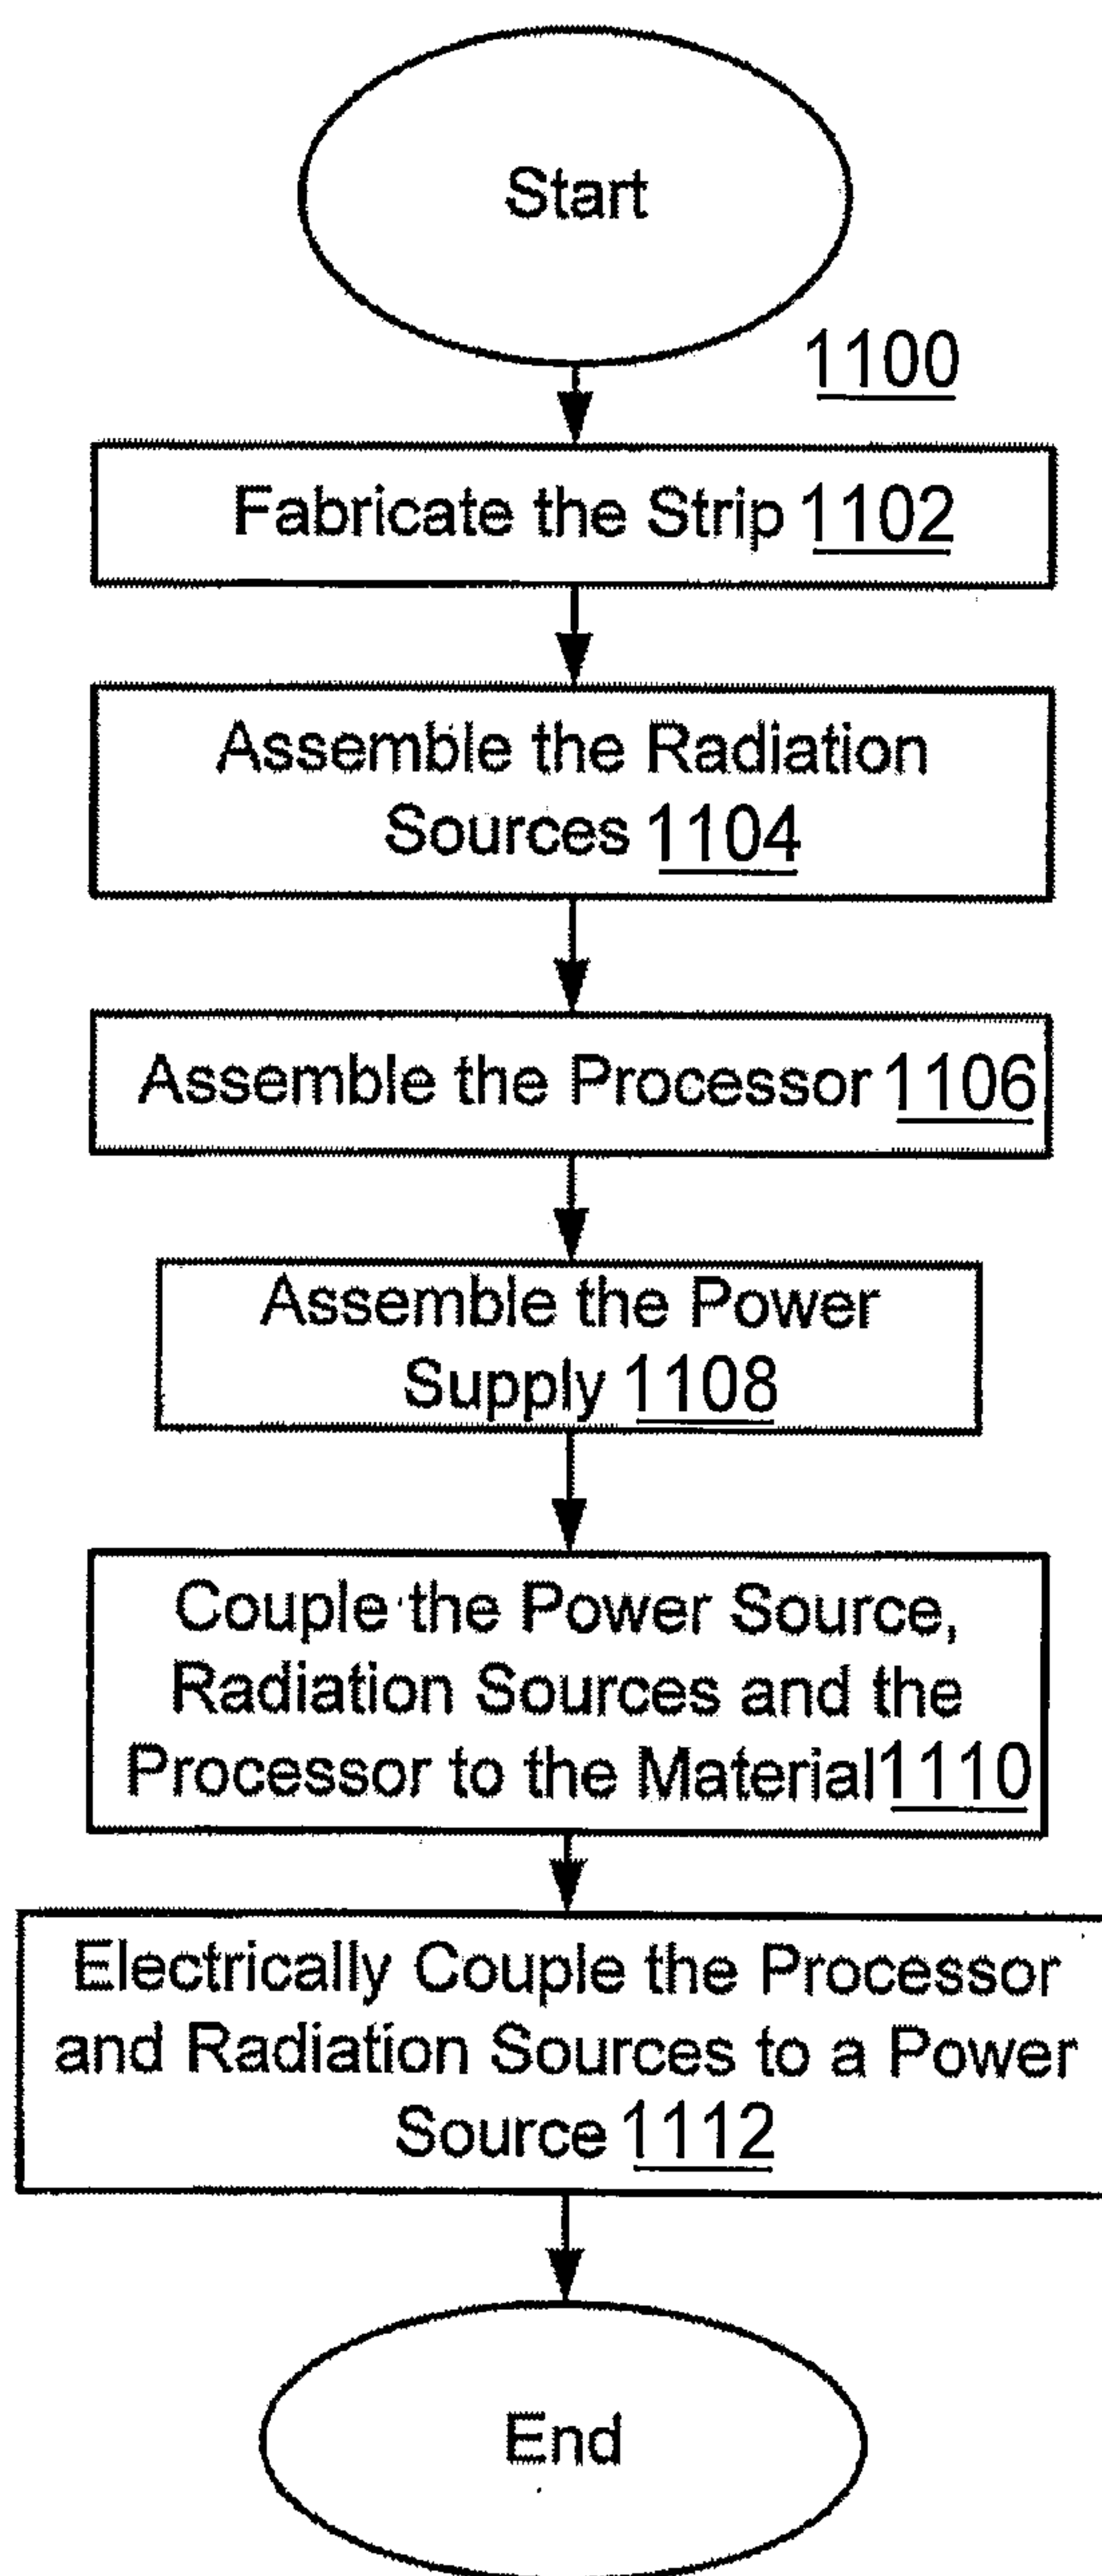 Start
1100
Fabricate the Strip 1102
Assemble the Radiation
Sources 1104
Assemble the Processor 1106
Assemble the Power
Supply 1108
Couple the Power Source,
Radiation Sources and the
Processor to the Material 1110
Electrically Couple the Processor
and Radiation Sources to a Power
Source 1112
End